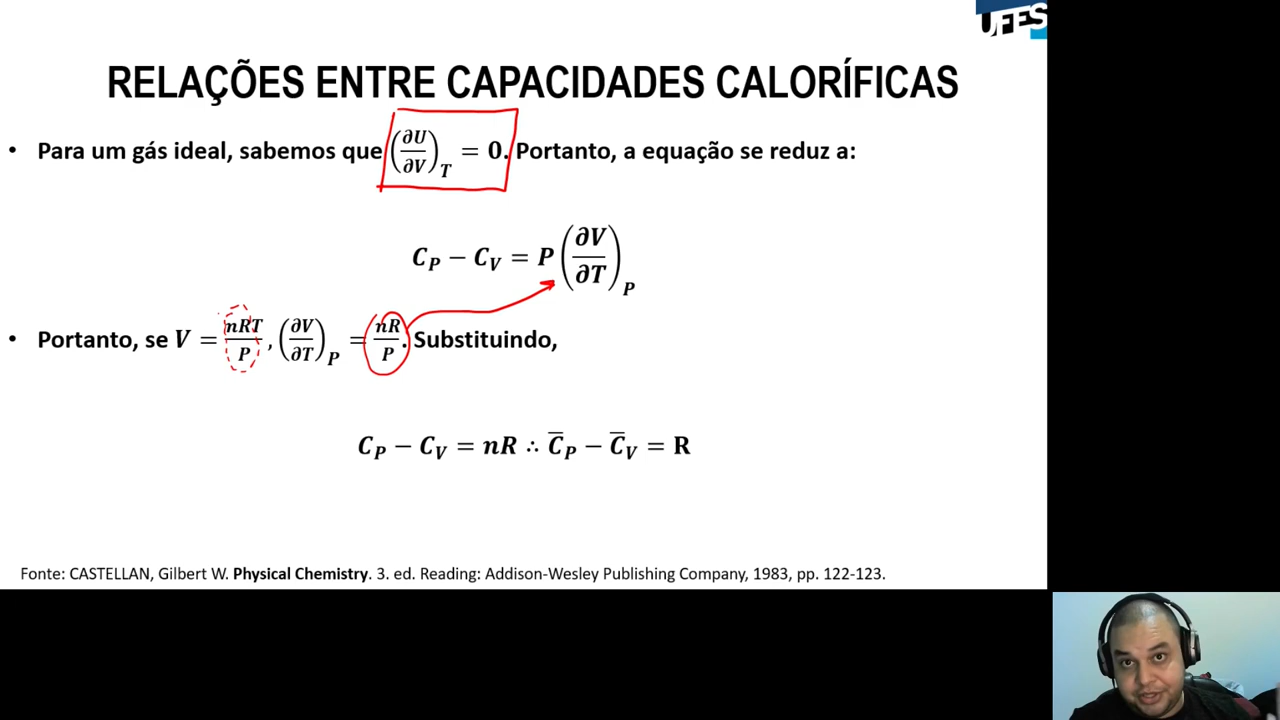 UFES
RELAÇÕES ENTRE CAPACIDADES CALORÍFICAS
• Para um gás ideal, sabemos que (∂U/∂V)_T = 0. Portanto, a equação se reduz a:
C_P − C_V = P(∂V/∂T)_P
• Portanto, se V = nRT/P, (∂V/∂T)_P = nR/P. Substituindo,
C_P − C_V = nR ∴ C̅_P − C̅_V = R
Fonte: CASTELLAN, Gilbert W. Physical Chemistry. 3. ed. Reading: Addison-Wesley Publishing Company, 1983, pp. 122-123.